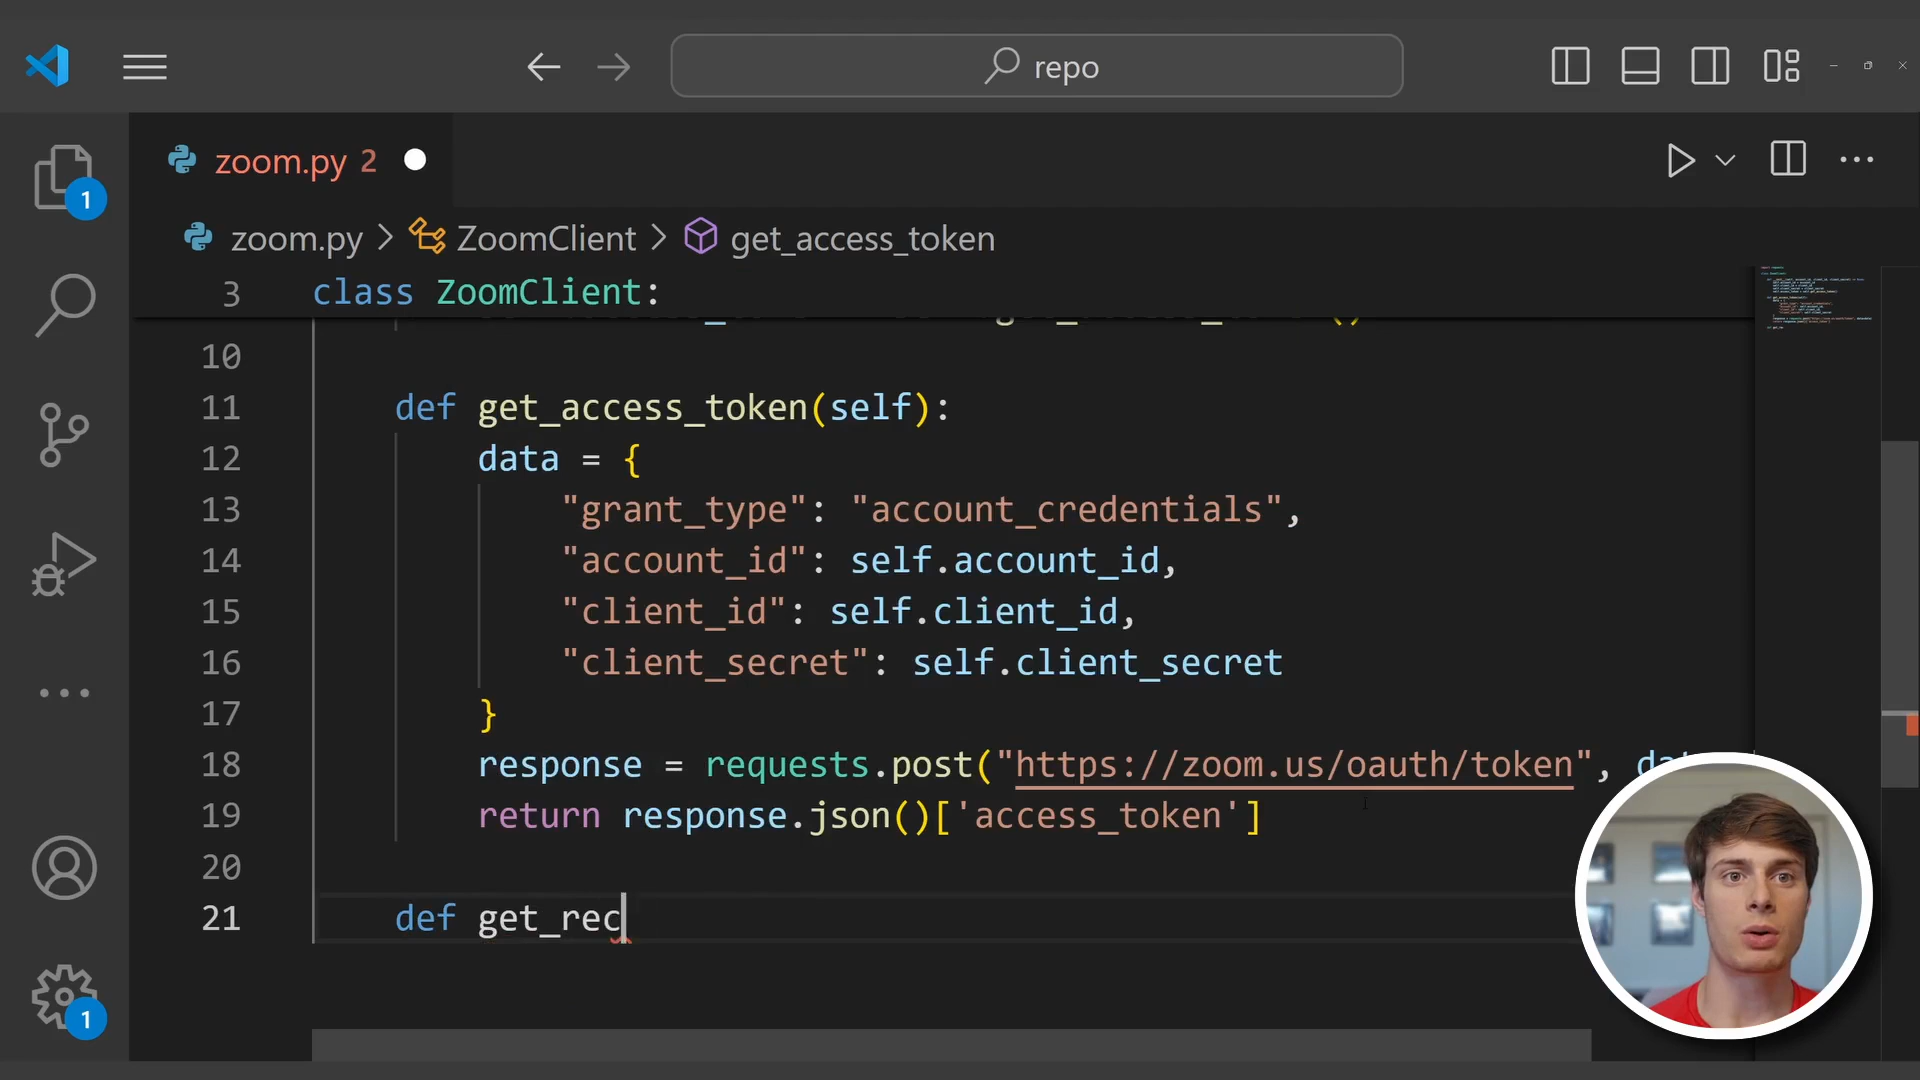 repo
1
zoom.py 2
zoom.py > ZoomClient > get_access_token
3 class ZoomClient:
10
11 def get_access_token(self):
12 data = {
13 "grant_type": "account_credentials",
14 "account_id": self.account_id,
15 "client_id": self.client_id,
16 "client_secret": self.client_secret
17 }
18 response = requests.post("https://zoom.us/oauth/token",
19 return response.json()['access_token']
20
21 def get_rec
1